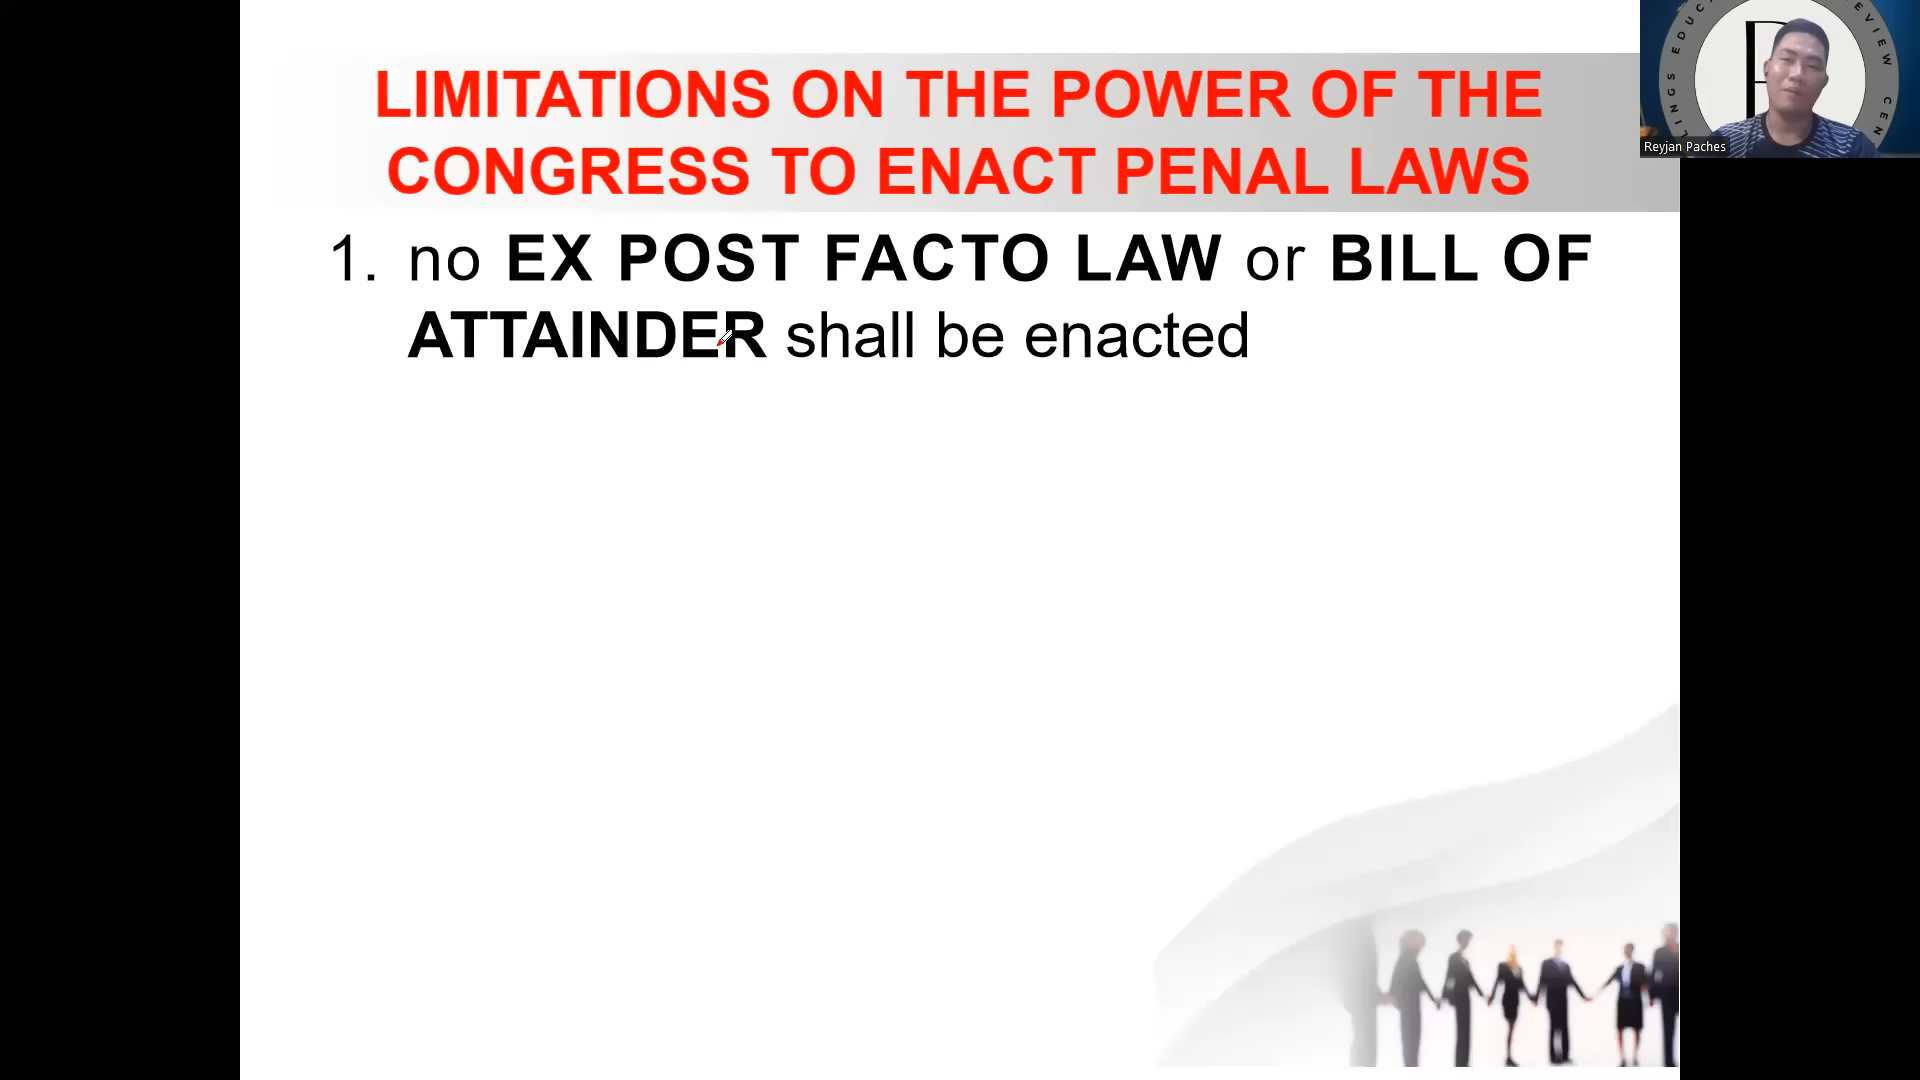 LIMITATIONS ON THE POWER OF THE
CONGRESS TO ENACT PENAL LAWS
1. no EX POST FACTO LAW or BILL OF
ATTAINDER shall be enacted
Reyjan Paches